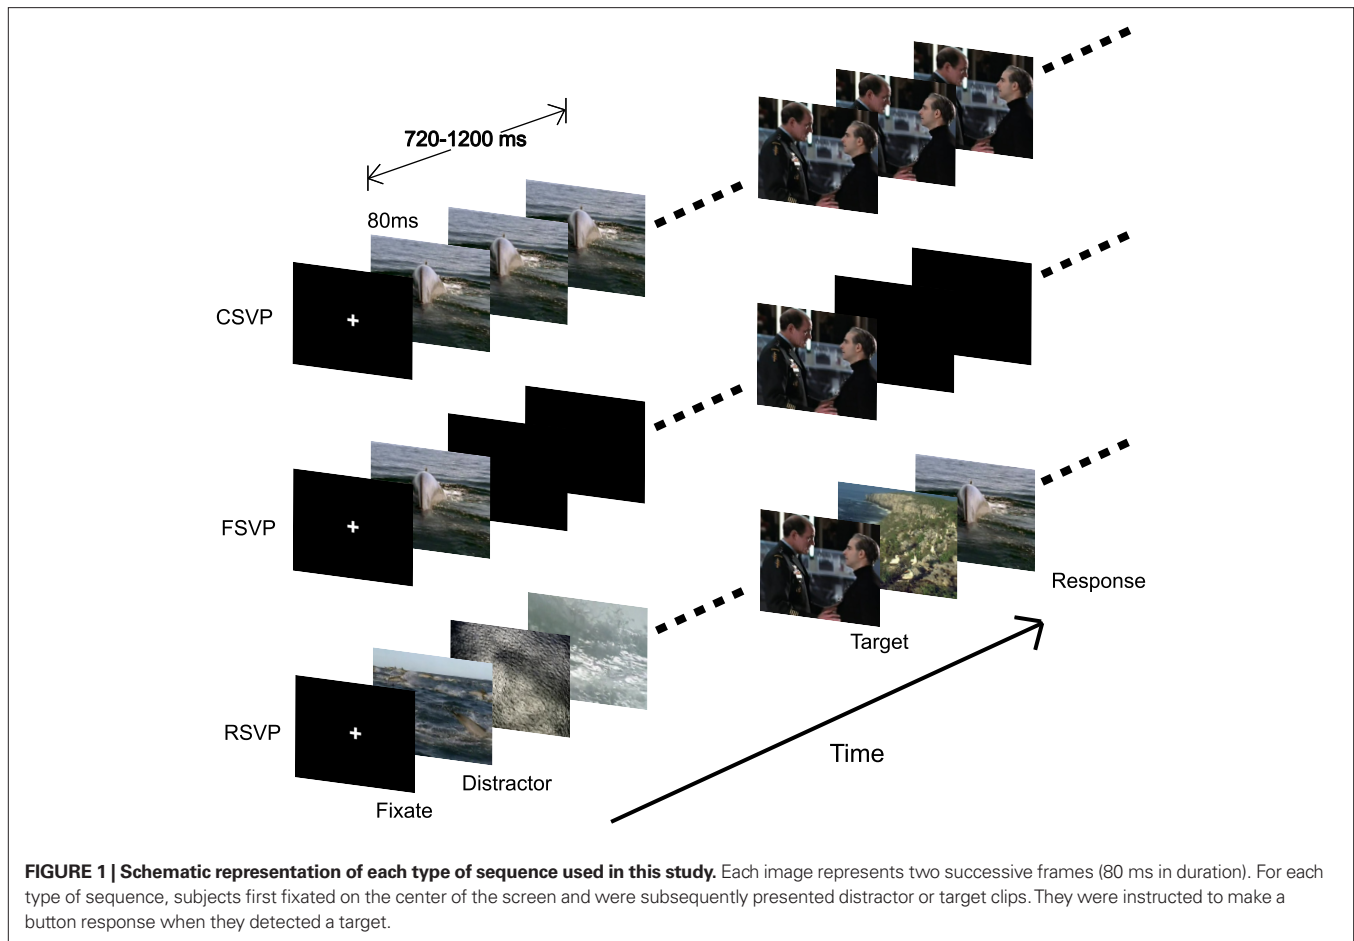 720-1200 ms
80ms
CSVP
FSVP
Response
Target
RSVP
Time
Distractor
Fixate
FIGURE 1 | Schematic representation of each type of sequence used in this study. Each image represents two successive frames (80 ms in duration). For each
type of sequence, subjects first fixated on the center of the screen and were subsequently presented distractor or target clips. They were instructed to make a
button response when they detected a target.